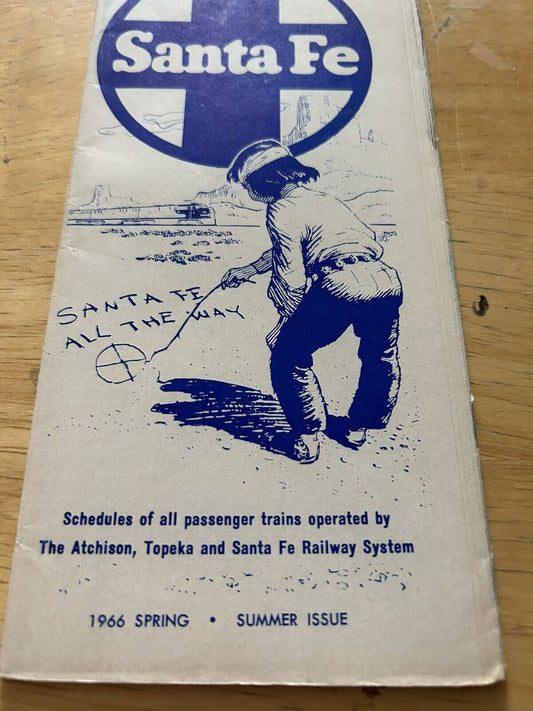 Santa Fe
SANTA FE
ALL THE WAY
Schedules of all passenger trains operated by
The Atchison, Topeka and Santa Fe Railway System
1966 SPRING • SUMMER ISSUE